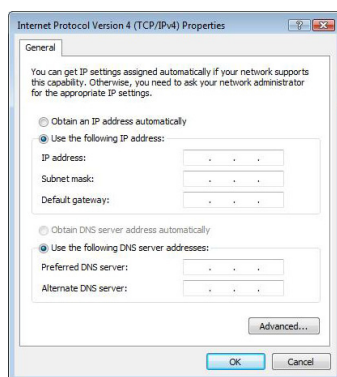 Internet Protocol Version 4 (TCP/IPv4) Properties
General
You can get IP settings assigned automatically if your network supports
this capability. Otherwise, you need to ask your network administrator
for the appropriate IP settings.
Obtain an IP address automatically
Use the following IP address:
IP address:
. . .
Subnet mask:
. . .
Default gateway:
. . .
Obtain DNS server address automatically
Use the following DNS server addresses:
Preferred DNS server:
. . .
Alternate DNS server:
. . .
Advanced...
OK
Cancel